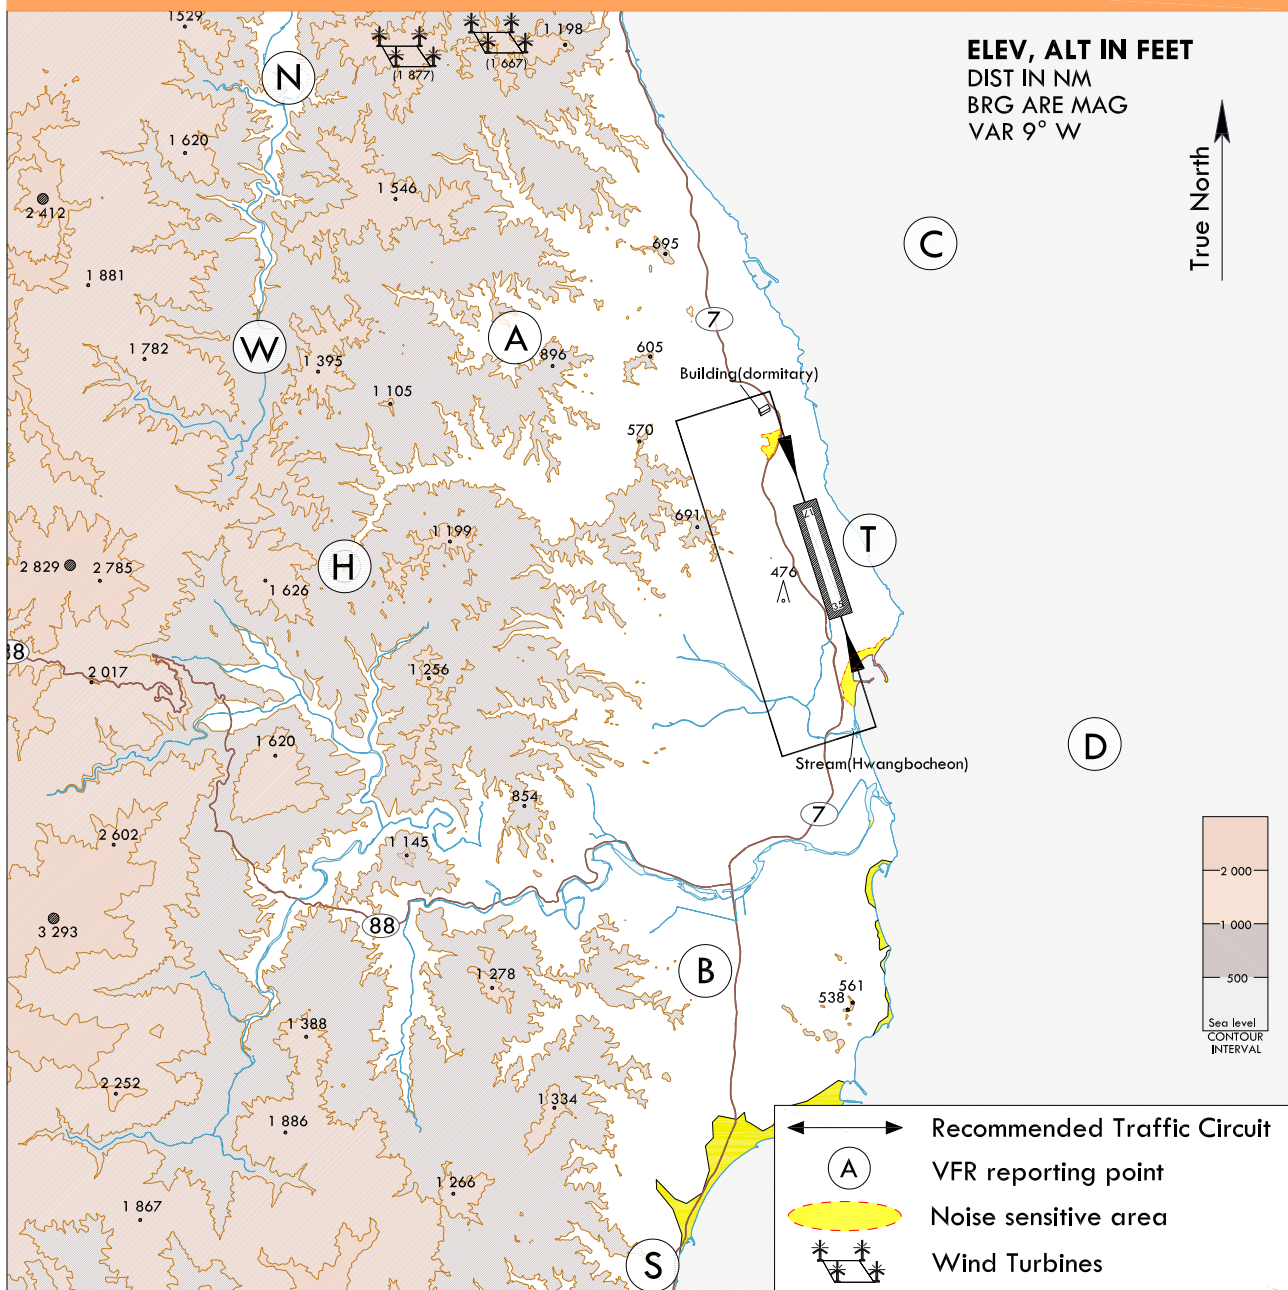 1529
1 198
(1 877)
(1 667)
ELEV, ALT IN FEET
DIST IN NM
BRG ARE MAG
VAR 9° W
True North
N
1 620
1 546
2 412
695
C
1 881
7
W
A
1 782
1 395
896
605
Building(dormitary)
1 105
570
691
17
T
1 199
H
2 829
2 785
1 626
476
35
88
2 017
1 256
1 620
D
Stream(Hwangbocheon)
854
7
2 602
1 145
2 000
3 293
88
1 000
B
1 278
500
561
538
Sea level
CONTOUR
INTERVAL
1 388
2 252
1 334
1 886
Recommended Traffic Circuit
A
VFR reporting point
1 266
1 867
Noise sensitive area
S
Wind Turbines